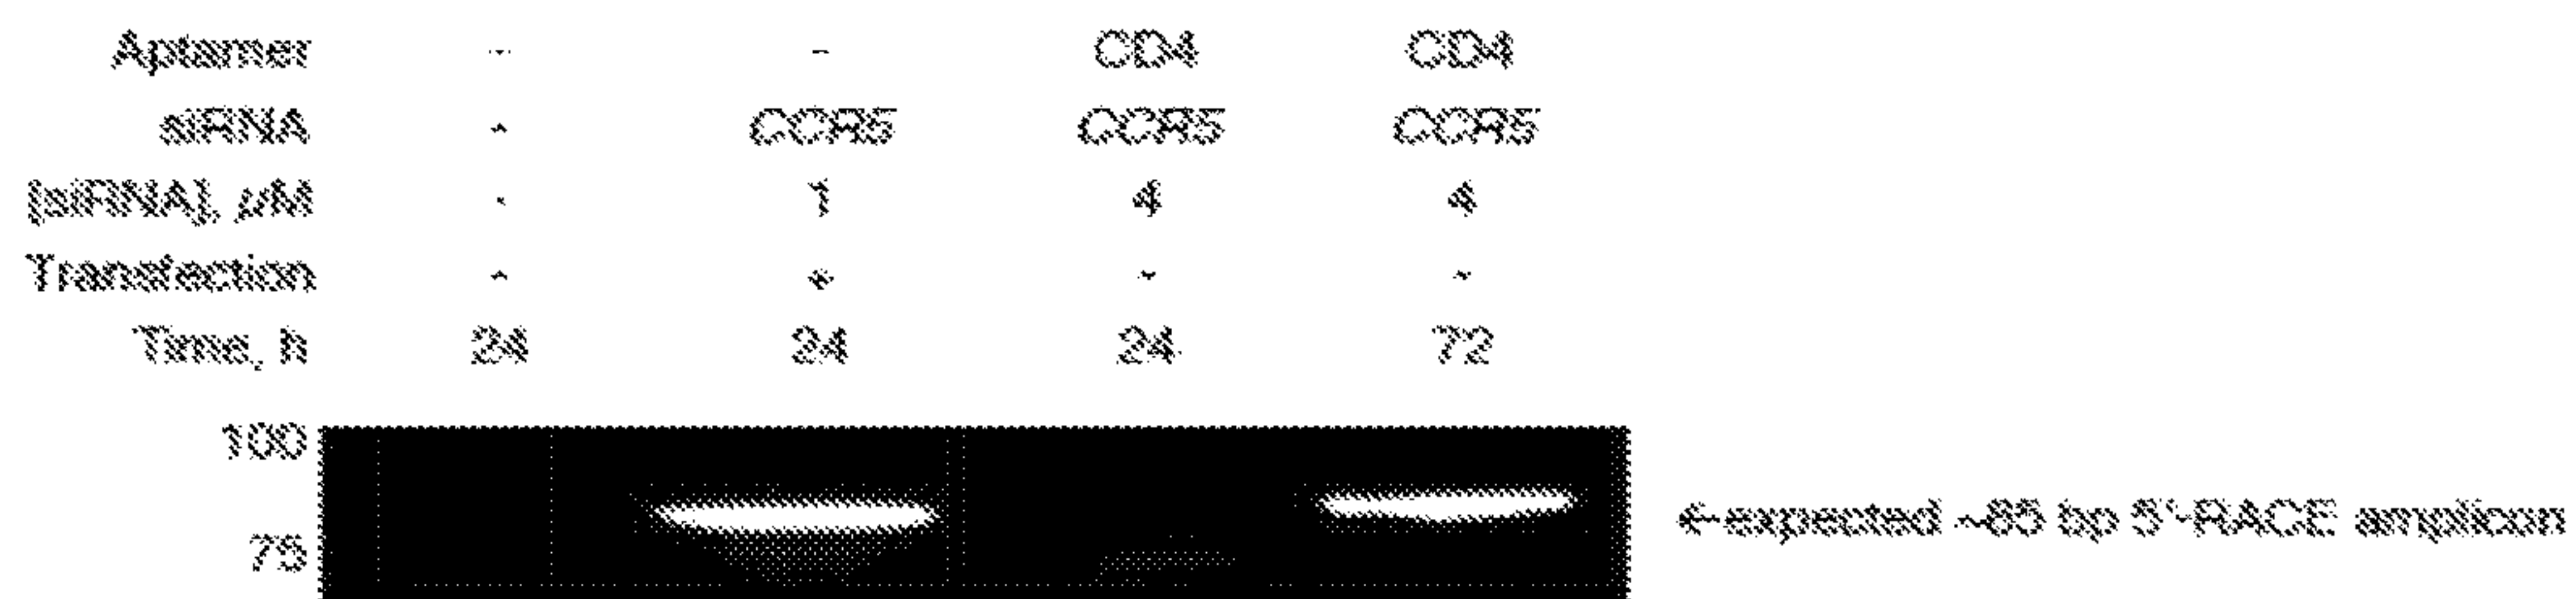 Aptamer - - CD4 CD4
siRNA - CCR5 CCR5 CCR5
[siRNA], μM - 1 4 4
Transfection - + - -
Time, h 24 24 24 72
100
←expected ~85 bp 5'-RACE amplicon
75